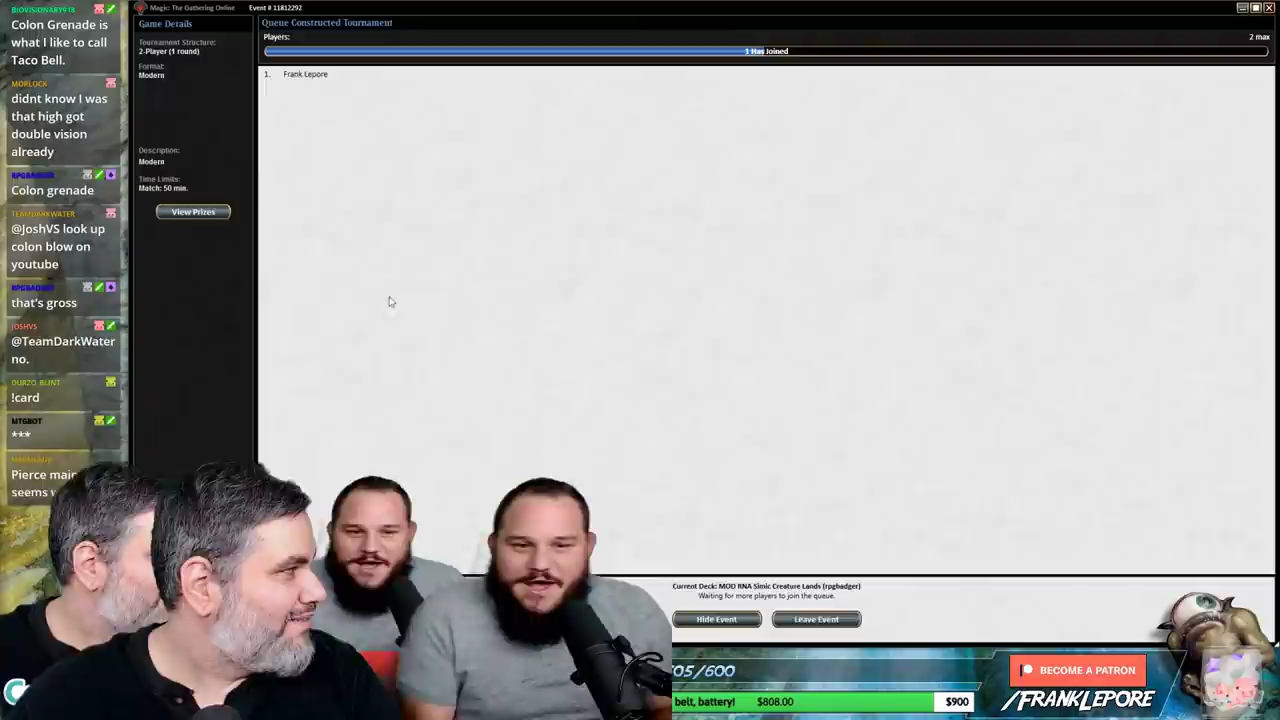 BIOVISIONARY918
Colon Grenade is
what I like to call
Taco Bell.
MORLOCK
didnt know I was
that high got
double vision
already
RPGBADGER
Colon grenade
TEAMDARKWATER
@JoshVS look up
colon blow on
youtube
RPGBADGER
that's gross
JOSHVS
@TeamDarkWater
no.
DURZO BLINT
!card
MTGBOT
***
Pierce main
seems
Magic: The Gathering Online
Event # 11812292
Game Details
Tournament Structure:
2-Player (1 round)
Format:
Modern
Description:
Modern
Time Limits:
Match: 50 min.
View Prizes
Queue Constructed Tournament
Players:
2 max
1 Has Joined
1. Frank Lepore
Current Deck: MOD RNA Simic Creature Lands (rpgbadger)
Waiting for more players to join the queue.
Hide Event
Leave Event
05/600
belt, battery!
$808.00
$900
BECOME A PATRON
/FRANKLEPORE